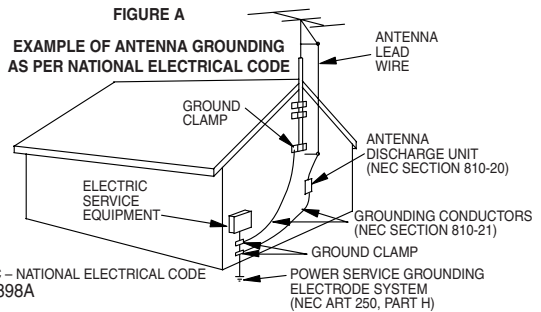 FIGURE A
EXAMPLE OF ANTENNA GROUNDING
AS PER NATIONAL ELECTRICAL CODE
ANTENNA
LEAD
WIRE
GROUND
CLAMP
ANTENNA
DISCHARGE UNIT
(NEC SECTION 810-20)
ELECTRIC
SERVICE
EQUIPMENT
GROUNDING CONDUCTORS
(NEC SECTION 810-21)
GROUND CLAMP
POWER SERVICE GROUNDING
ELECTRODE SYSTEM
(NEC ART 250, PART H)
– NATIONAL ELECTRICAL CODE
898A